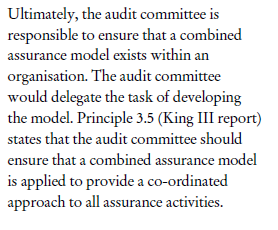 Ultimately, the audit committee is
responsible to ensure that a combined
assurance model exists within an
organisation. The audit committee
would delegate the task of developing
the model. Principle 3.5 (King III report)
states that the audit committee should
ensure that a combined assurance model
is applied to provide a co-ordinated
approach to all assurance activities.